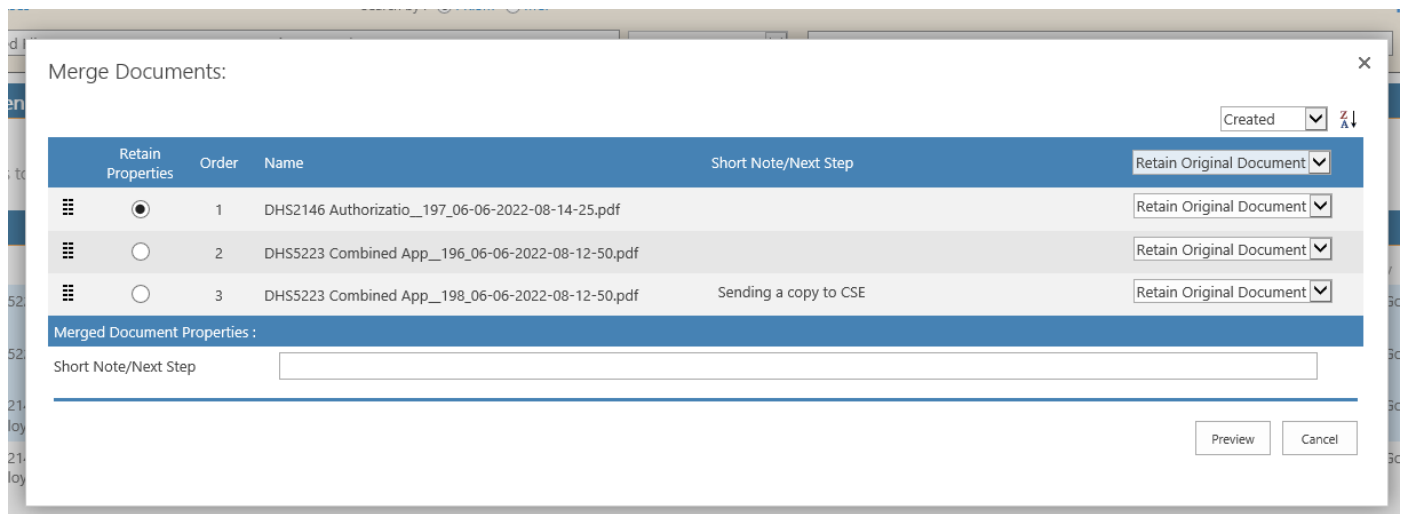 Merge Documents:
×
Created
Retain Properties Order Name Short Note/Next Step Retain Original Document
1 DHS2146 Authorizatio__197_06-06-2022-08-14-25.pdf Retain Original Document
2 DHS5223 Combined App__196_06-06-2022-08-12-50.pdf Retain Original Document
3 DHS5223 Combined App__198_06-06-2022-08-12-50.pdf Sending a copy to CSE Retain Original Document
Merged Document Properties :
Short Note/Next Step
Preview Cancel